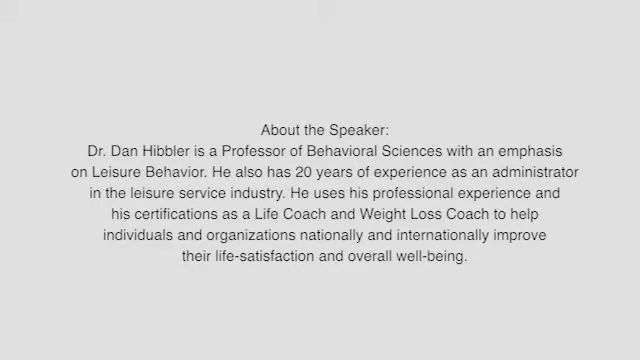 About the Speaker:
Dr. Dan Hibbler is a Professor of Behavioral Sciences with an emphasis
on Leisure Behavior. He also has 20 years of experience as an administrator
in the leisure service industry. He uses his professional experience and
his certifications as a Life Coach and Weight Loss Coach to help
individuals and organizations nationally and internationally improve
their life-satisfaction and overall well-being.